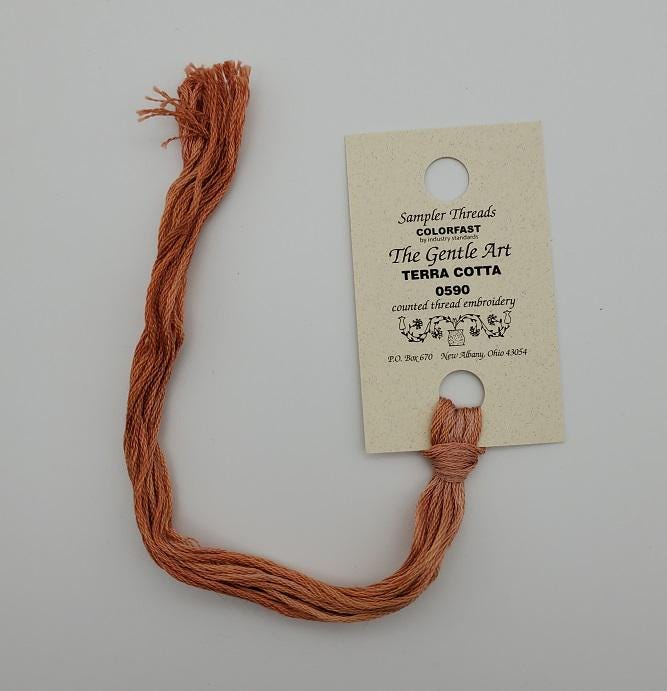 Sampler Threads
COLORFAST
by industry standards
The Gentle Art
TERRA COTTA
0590
counted thread embroidery
P.O. Box 670 New Albany, Ohio 43054